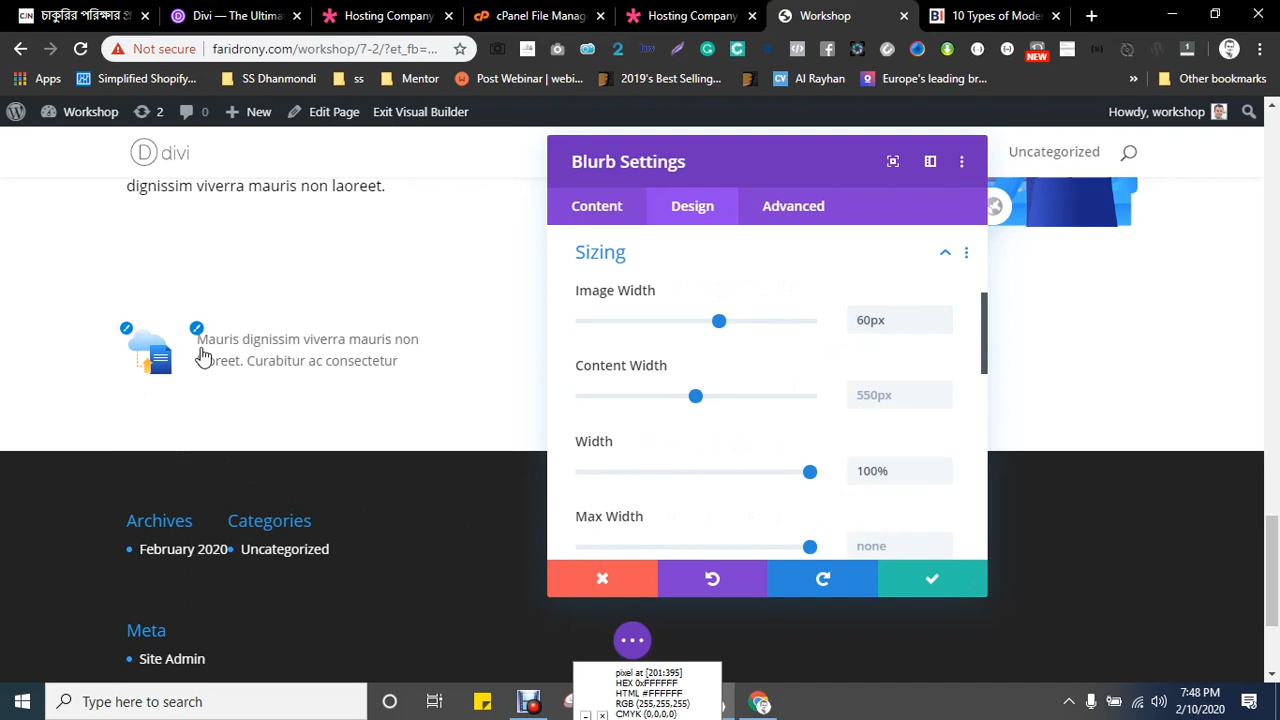 চাকুরির পরীক্ষার
Divi — The Ultima
Hosting Company
cPanel File Manag
Hosting Company
Workshop
10 Types of Moder
Not secure
faridrony.com/workshop/7-2/?et_fb=...
NEW
Apps
Simplified Shopify...
SS Dhanmondi
ss
Mentor
Post Webinar | webi...
2019's Best Selling...
CV
Al Rayhan
Europe's leading br...
»
Other bookmarks
Workshop
2
0
New
Edit Page
Exit Visual Builder
Howdy, workshop
divi
Uncategorized
dignissim viverra mauris non laoreet.
Blurb Settings
Content
Design
Advanced
Sizing
Image Width
60px
Content Width
550px
Width
100%
Max Width
none
Mauris dignissim viverra mauris non
oreet. Curabitur ac consectetur
Archives
Categories
February 2020
Uncategorized
Meta
Site Admin
pixel at [201:395]
HEX 0xFFFFFF
HTML #FFFFFF
RGB (255,255,255)
CMYK (0,0,0,0)
Type here to search
7:48 PM
2/10/2020